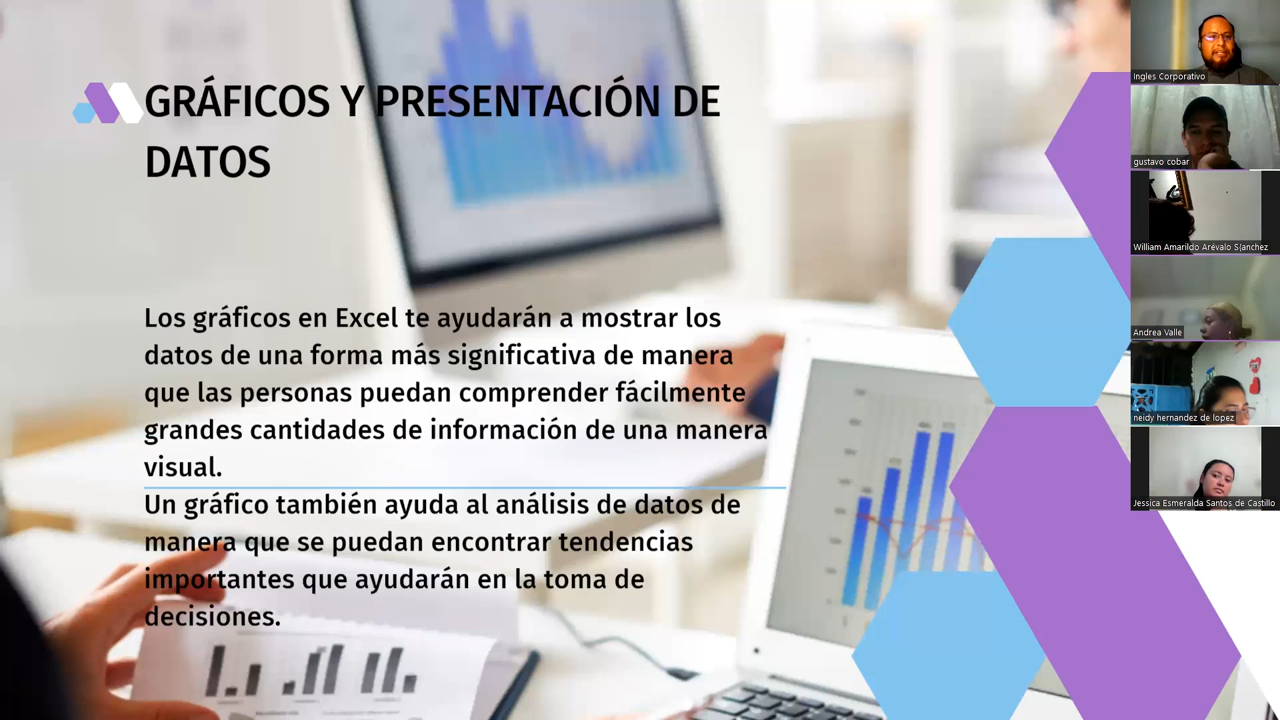 GRÁFICOS Y PRESENTACIÓN DE
DATOS
Los gráficos en Excel te ayudarán a mostrar los
datos de una forma más significativa de manera
que las personas puedan comprender fácilmente
grandes cantidades de información de una manera
visual.
Un gráfico también ayuda al análisis de datos de
manera que se puedan encontrar tendencias
importantes que ayudarán en la toma de
decisiones.
Ingles Corporativo
gustavo cobar
William Amarildo Arévalo S{anchez
Andrea Valle
neidy hernandez de lopez
Jessica Esmeralda Santos de Castillo